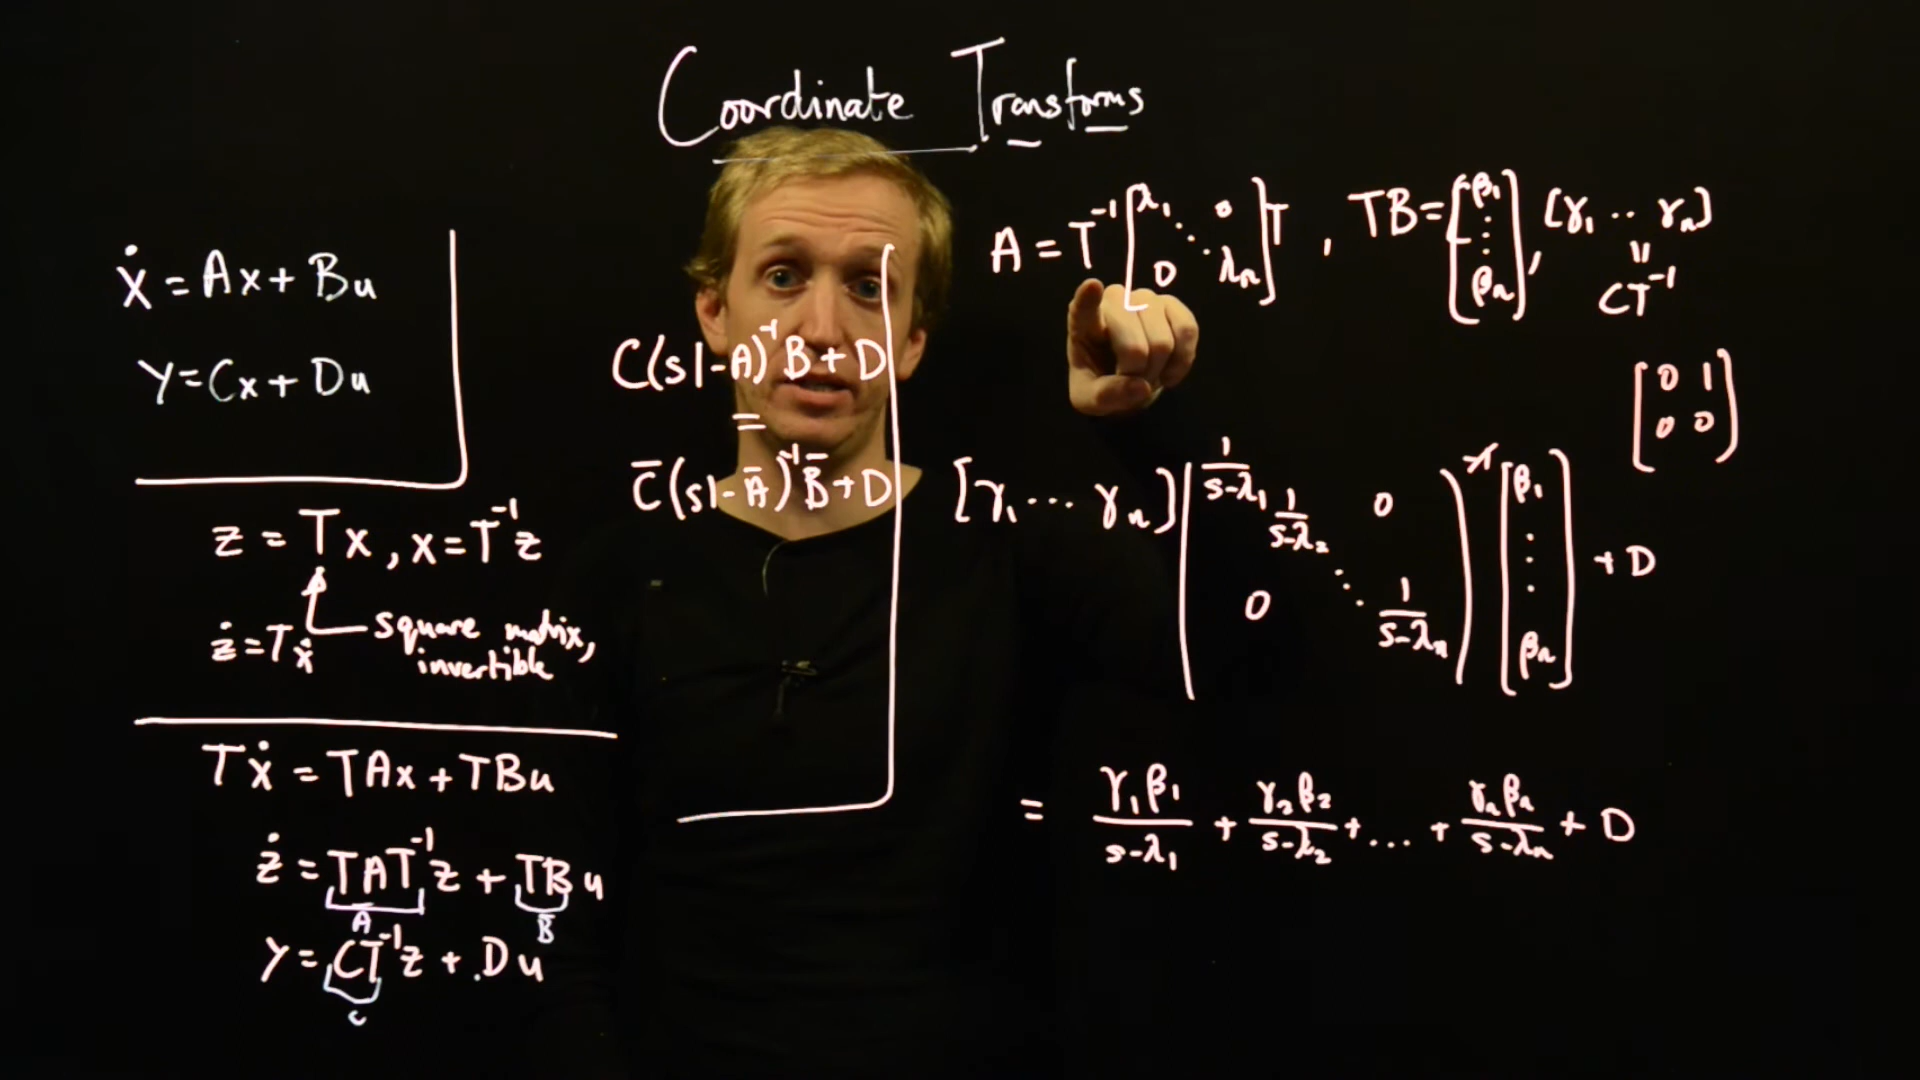 Coordinate Transforms
ẋ = Ax + Bu
y = Cx + Du
z = Tx, x = T⁻¹z
ż = Tẋ
square matrix,
invertible
Tẋ = TAx + TBu
ż = TAT⁻¹z + TBu
Ā B̄
y = CT⁻¹z + Du
c
C(sI-A)⁻¹B + D
=
C̄(sI-Ā)⁻¹B̄ + D
A = T⁻¹ [λ₁ ⋱ 0 0 ⋱ λₙ] T , TB = [β₁ ⋮ βₙ], [γ₁ ·· γₙ]
=
CT⁻¹
[0 1
0 0]
[γ₁ ··· γₙ] [1/(s-λ₁) 1/(s-λ₂) 0 0 ⋱ 1/(s-λₙ)] [β₁ ⋮ βₙ] + D
= γ₁β₁/(s-λ₁) + γ₂β₂/(s-λ₂) + ... + γₙβₙ/(s-λₙ) + D